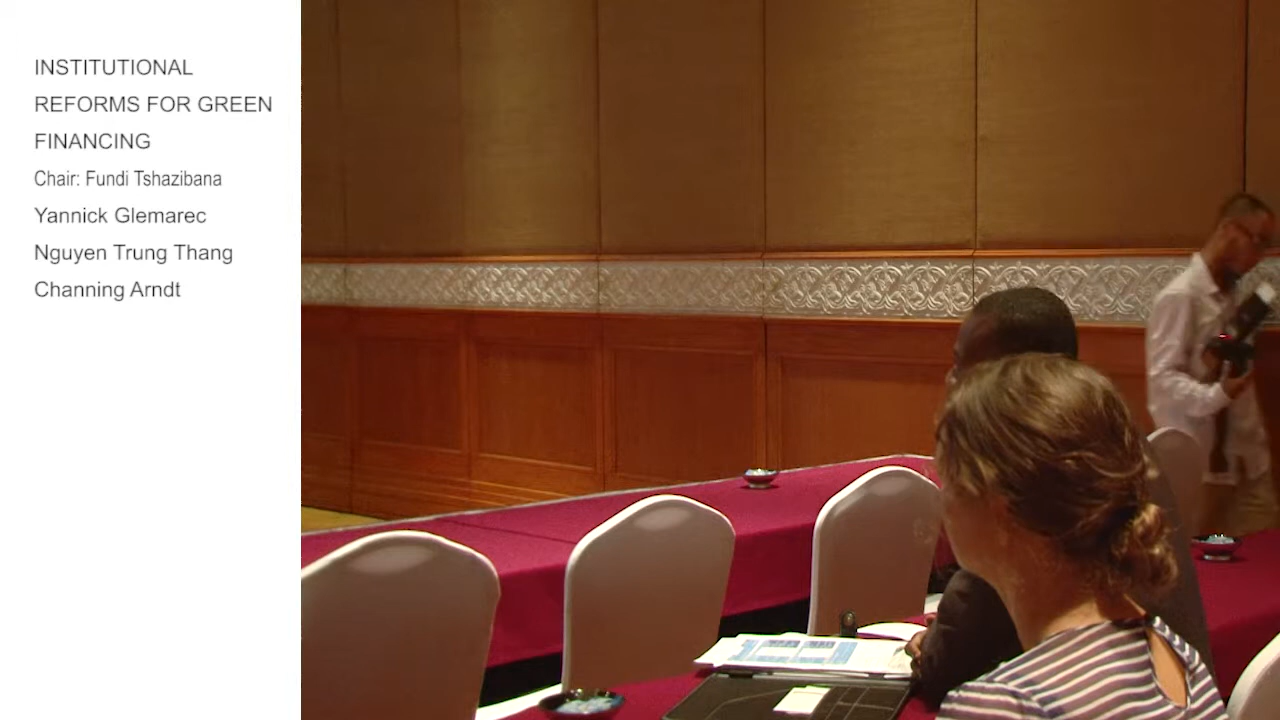 INSTITUTIONAL
REFORMS FOR GREEN
FINANCING
Chair: Fundi Tshazibana
Yannick Glemarec
Nguyen Trung Thang
Channing Arndt